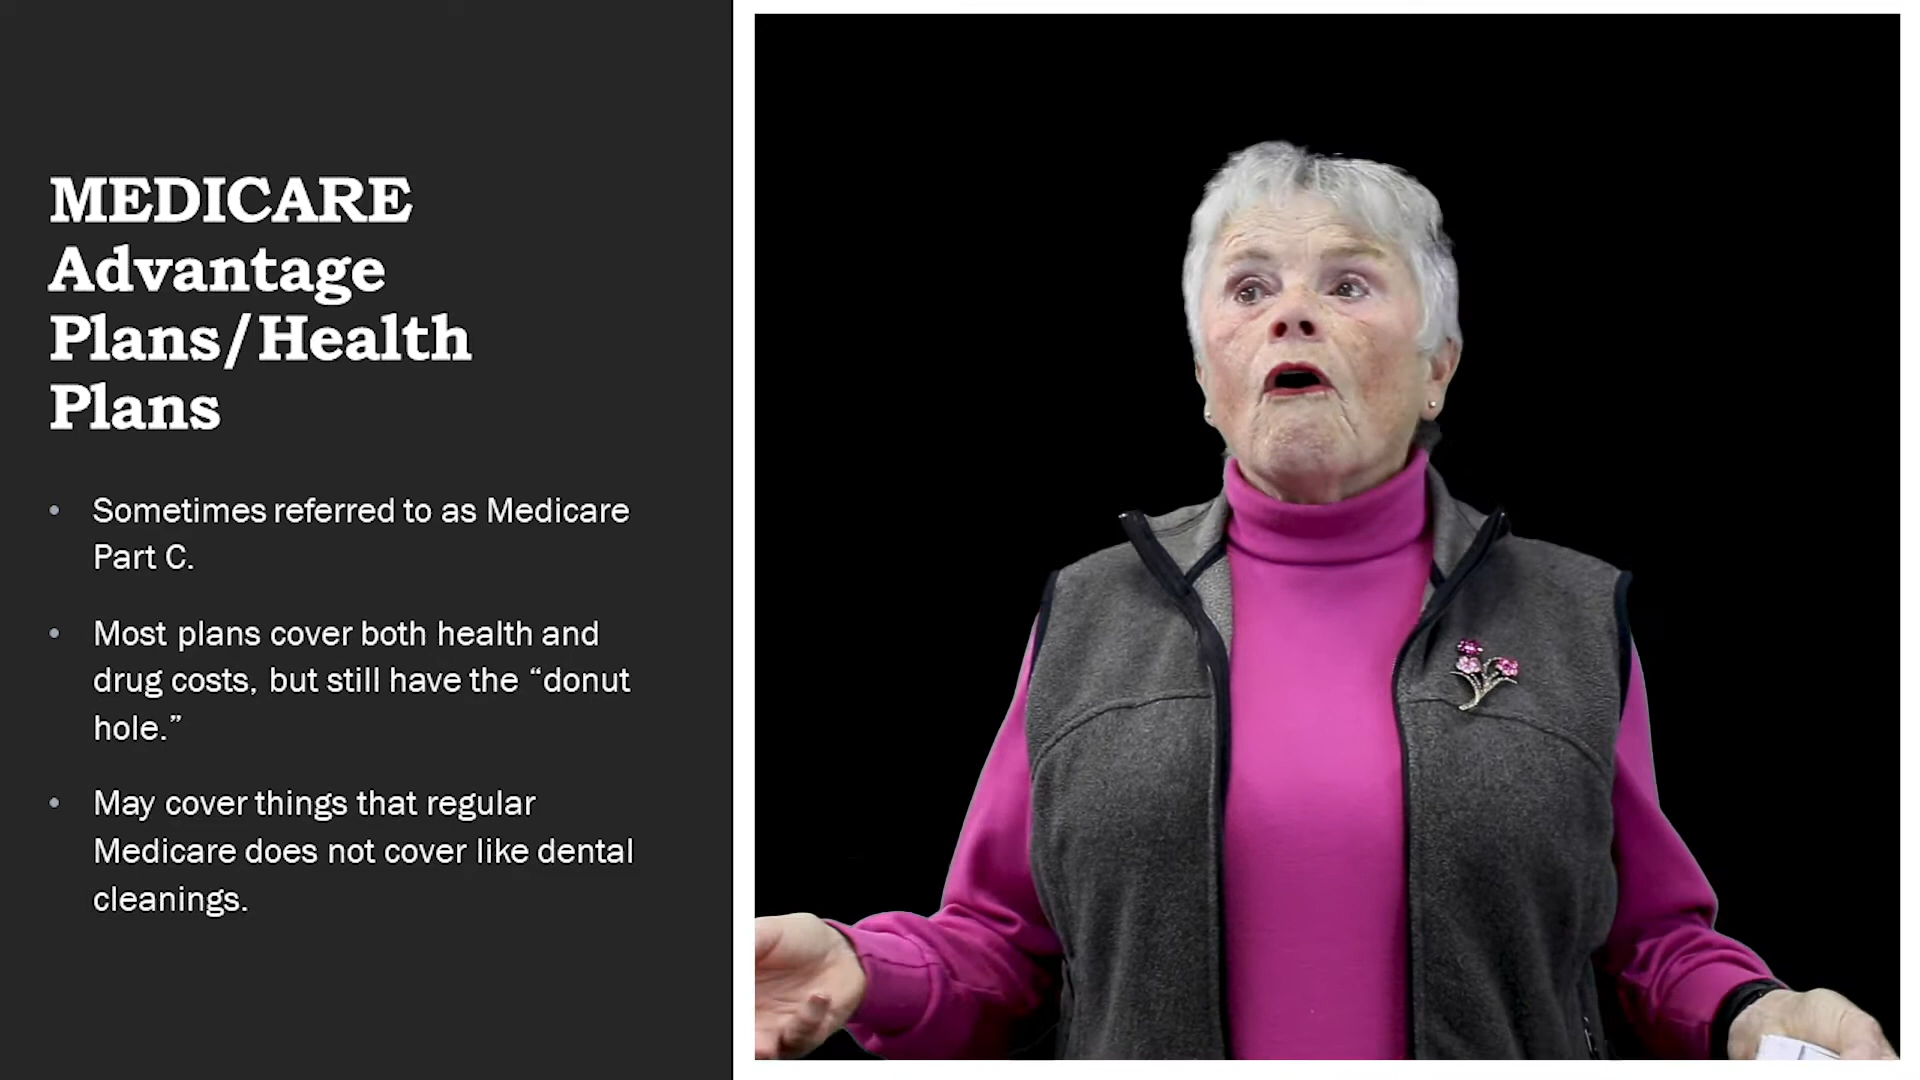 MEDICARE
Advantage
Plans/Health
Plans
• Sometimes referred to as Medicare
Part C.
• Most plans cover both health and
drug costs, but still have the “donut
hole.”
• May cover things that regular
Medicare does not cover like dental
cleanings.